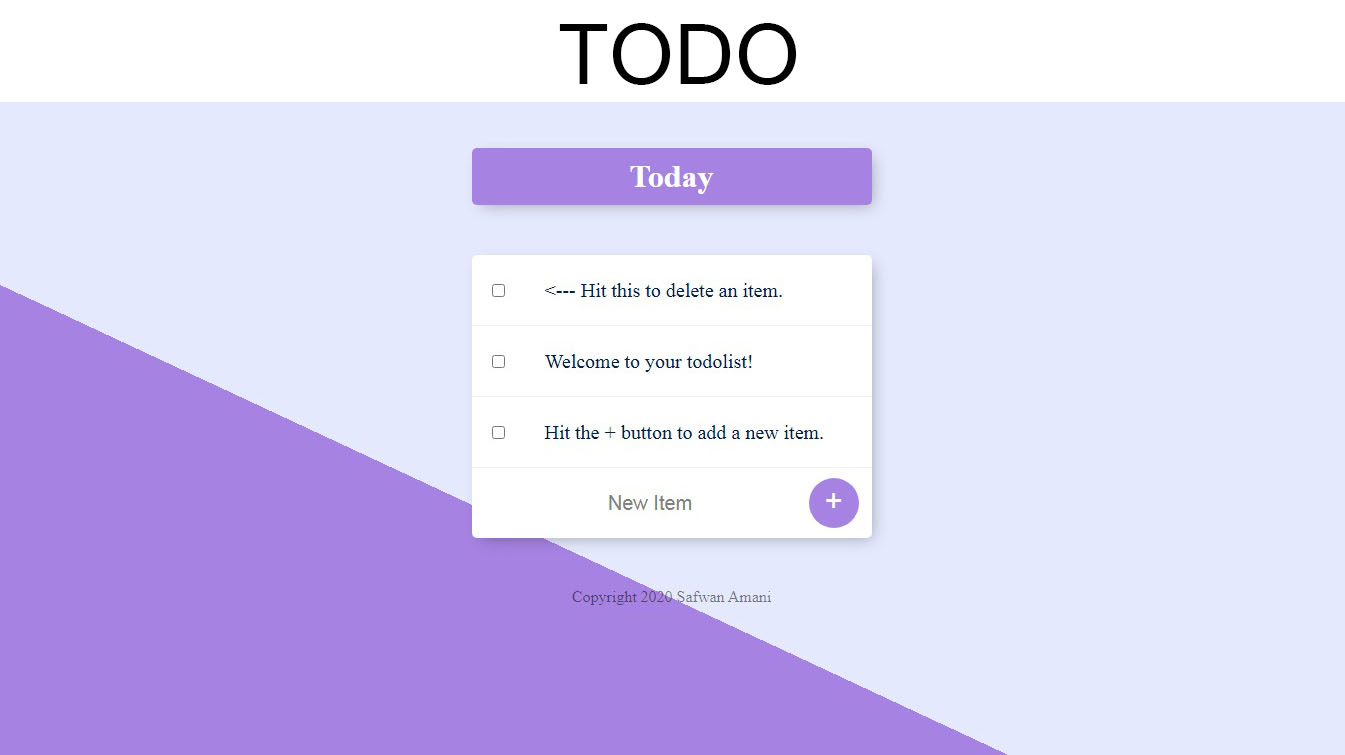 TODO
Today
<--- Hit this to delete an item.
Welcome to your todolist!
Hit the + button to add a new item.
New Item +
Copyright 2020 Safwan Amani